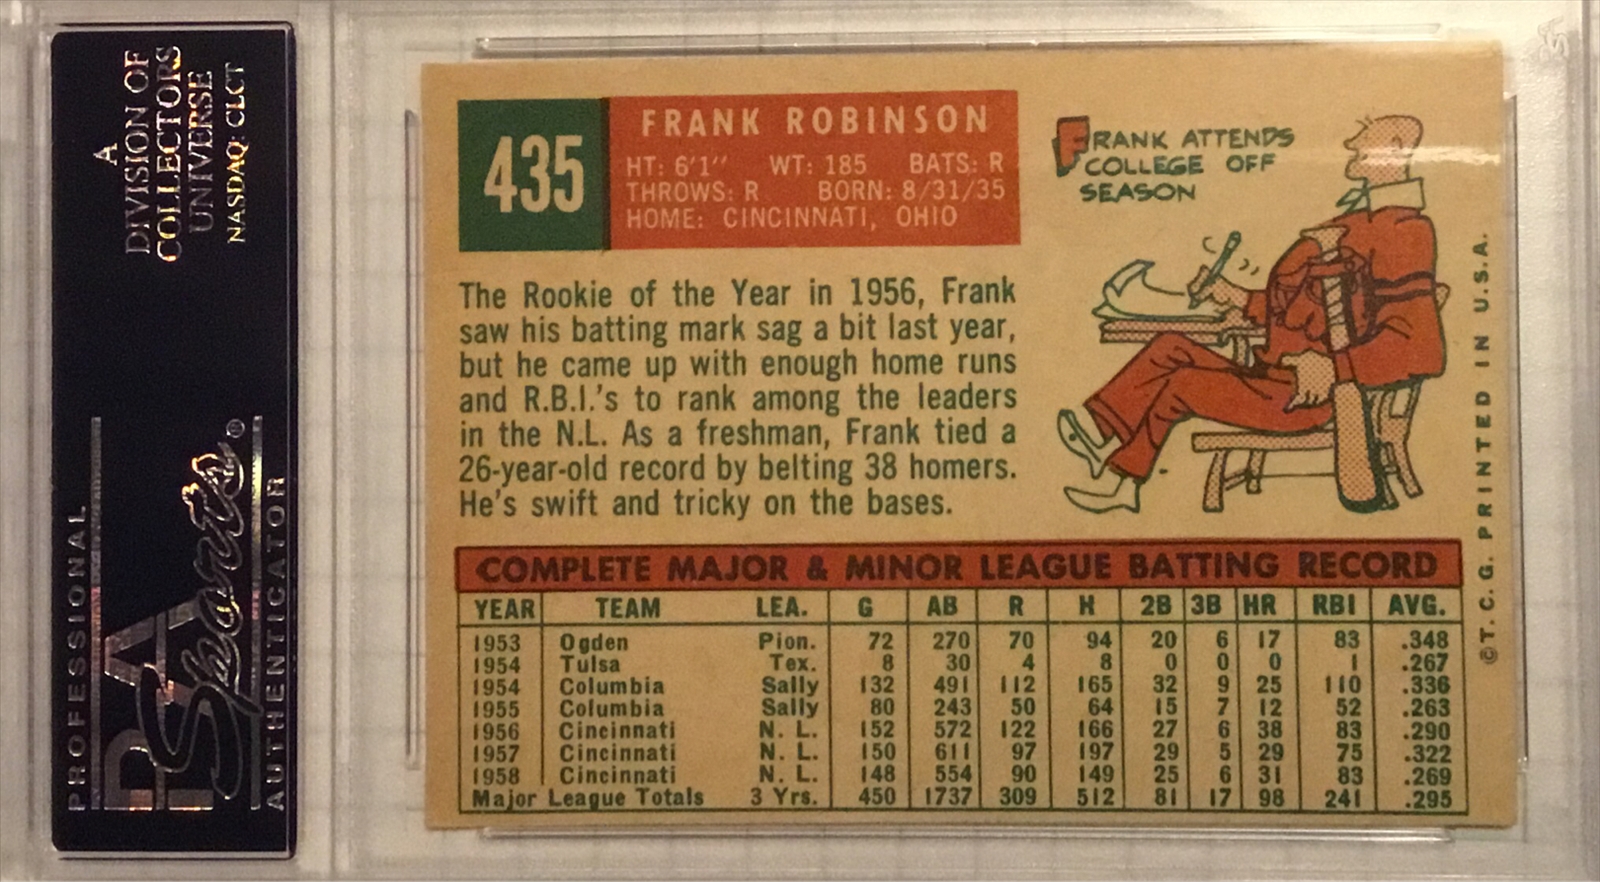 A
DIVISION OF
COLLECTORS
UNIVERSE
NASDAQ: CLCT
PROFESSIONAL
PSA
Sports®
AUTHENTICATOR
435
FRANK ROBINSON
HT: 6'1" WT: 185 BATS: R
THROWS: R BORN: 8/31/35
HOME: CINCINNATI, OHIO
FRANK ATTENDS
COLLEGE OFF
SEASON
The Rookie of the Year in 1956, Frank
saw his batting mark sag a bit last year,
but he came up with enough home runs
and R.B.I.'s to rank among the leaders
in the N.L. As a freshman, Frank tied a
26-year-old record by belting 38 homers.
He's swift and tricky on the bases.
COMPLETE MAJOR & MINOR LEAGUE BATTING RECORD
YEAR TEAM LEA. G AB R H 2B 3B HR RBI AVG.
1953 Ogden Pion. 72 270 70 94 20 6 17 83 .348
1954 Tulsa Tex. 8 30 4 8 0 0 0 1 .267
1954 Columbia Sally 132 491 112 165 32 9 25 110 .336
1955 Columbia Sally 80 243 50 64 15 7 12 52 .263
1956 Cincinnati N. L. 152 572 122 166 27 6 38 83 .290
1957 Cincinnati N. L. 150 611 97 197 29 5 29 75 .322
1958 Cincinnati N. L. 148 554 90 149 25 6 31 83 .269
Major League Totals 3 Yrs. 450 1737 309 512 81 17 98 241 .295
©T. C. G. PRINTED IN U.S.A.